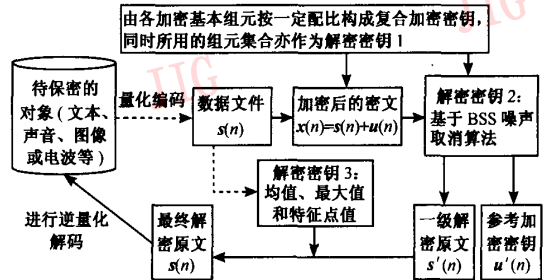 由各加密基本组元按一定配比构成复合加密密钥,
同时所用的组元集合亦作为解密密钥1
待保密的
对象(文本、
声音、图像
或电波等)
量化编码
数据文件
s(n)
加密后的密文
x(n)=s(n)+u(n)
解密密钥2:
基于BSS噪声
取消算法
解密密钥3:
均值、最大值
和特征点值
进行逆量化
解码
最终解
密原文
s(n)
一级解
密原文
s′(n)
参考加
密密钥
u′(n)
JIG
JIG